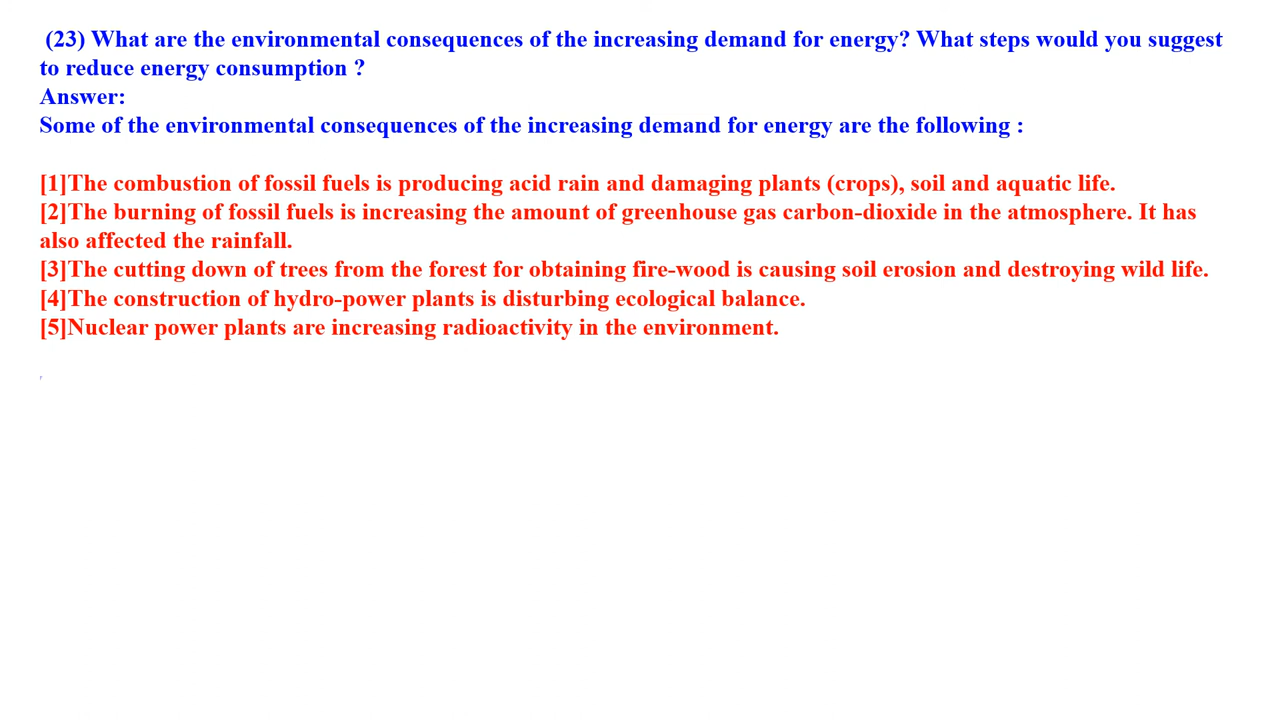 (23) What are the environmental consequences of the increasing demand for energy? What steps would you suggest
to reduce energy consumption ?
Answer:
Some of the environmental consequences of the increasing demand for energy are the following :
[1]The combustion of fossil fuels is producing acid rain and damaging plants (crops), soil and aquatic life.
[2]The burning of fossil fuels is increasing the amount of greenhouse gas carbon-dioxide in the atmosphere. It has
also affected the rainfall.
[3]The cutting down of trees from the forest for obtaining fire-wood is causing soil erosion and destroying wild life.
[4]The construction of hydro-power plants is disturbing ecological balance.
[5]Nuclear power plants are increasing radioactivity in the environment.